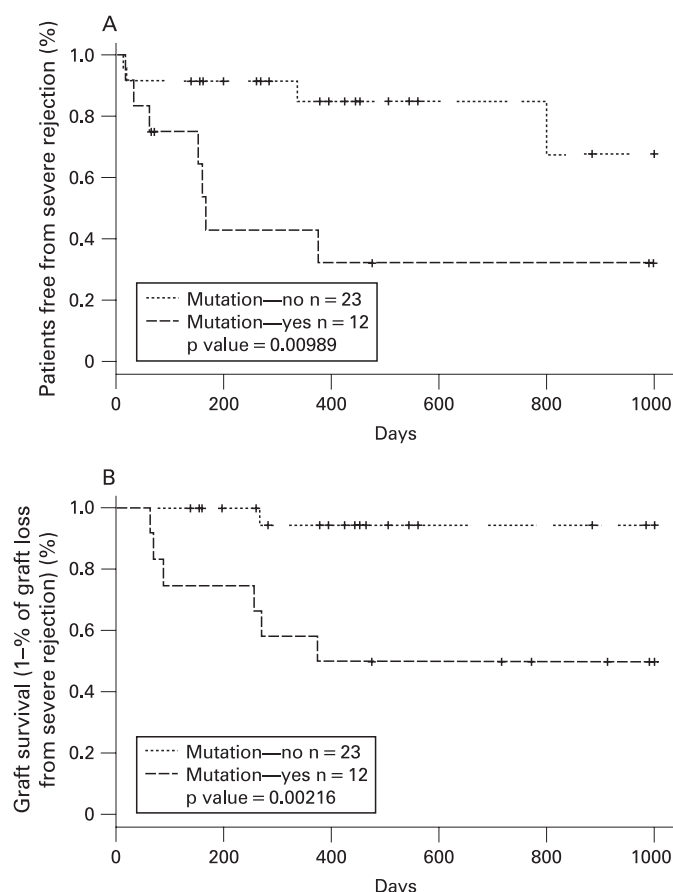 A
Patients free from severe rejection (%)
1.0
0.8
0.6
0.4
0.2
0
Mutation—no n = 23
Mutation—yes n = 12
p value = 0.00989
0 200 400 600 800 1000
Days
B
Graft survival (1–% of graft loss
from severe rejection) (%)
1.0
0.8
0.6
0.4
0.2
0
Mutation—no n = 23
Mutation—yes n = 12
p value = 0.00216
0 200 400 600 800 1000
Days